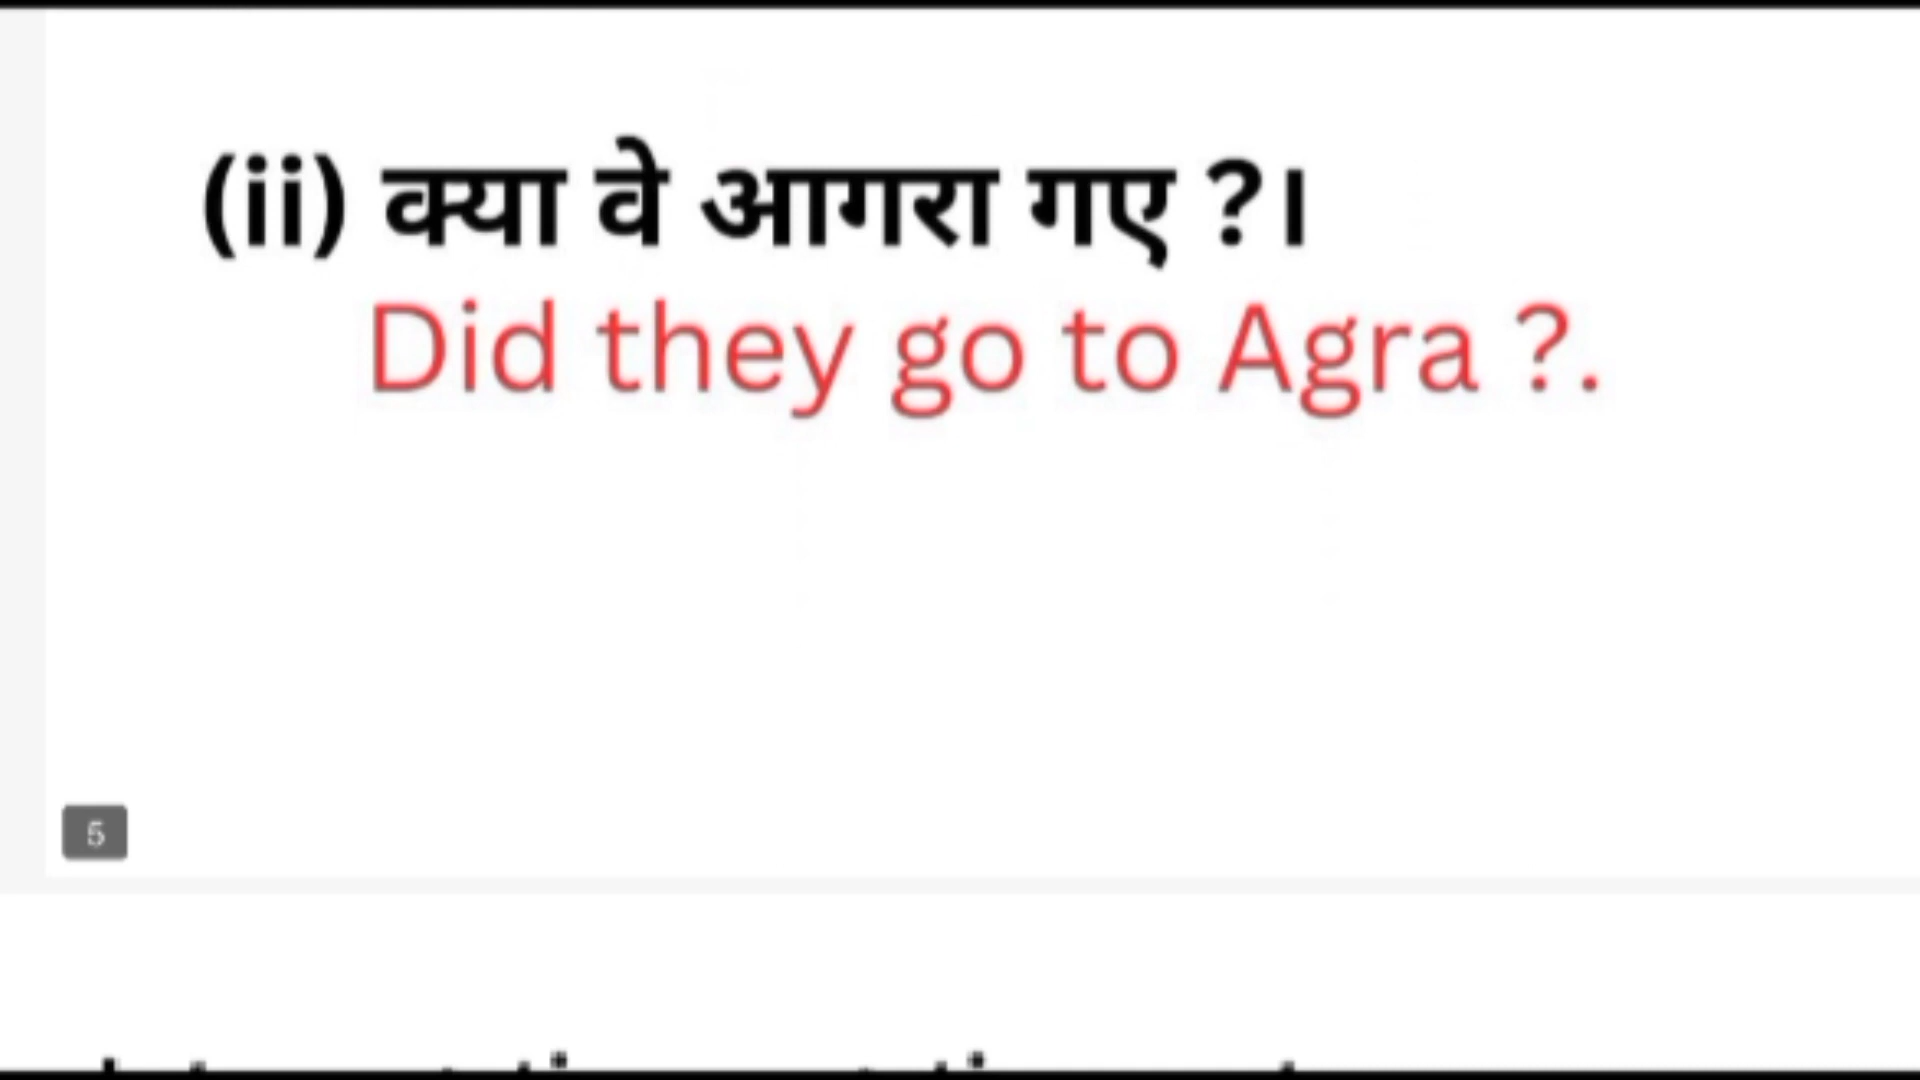 (ii) क्या वे आगरा गए ?।
Did they go to Agra ?.
5